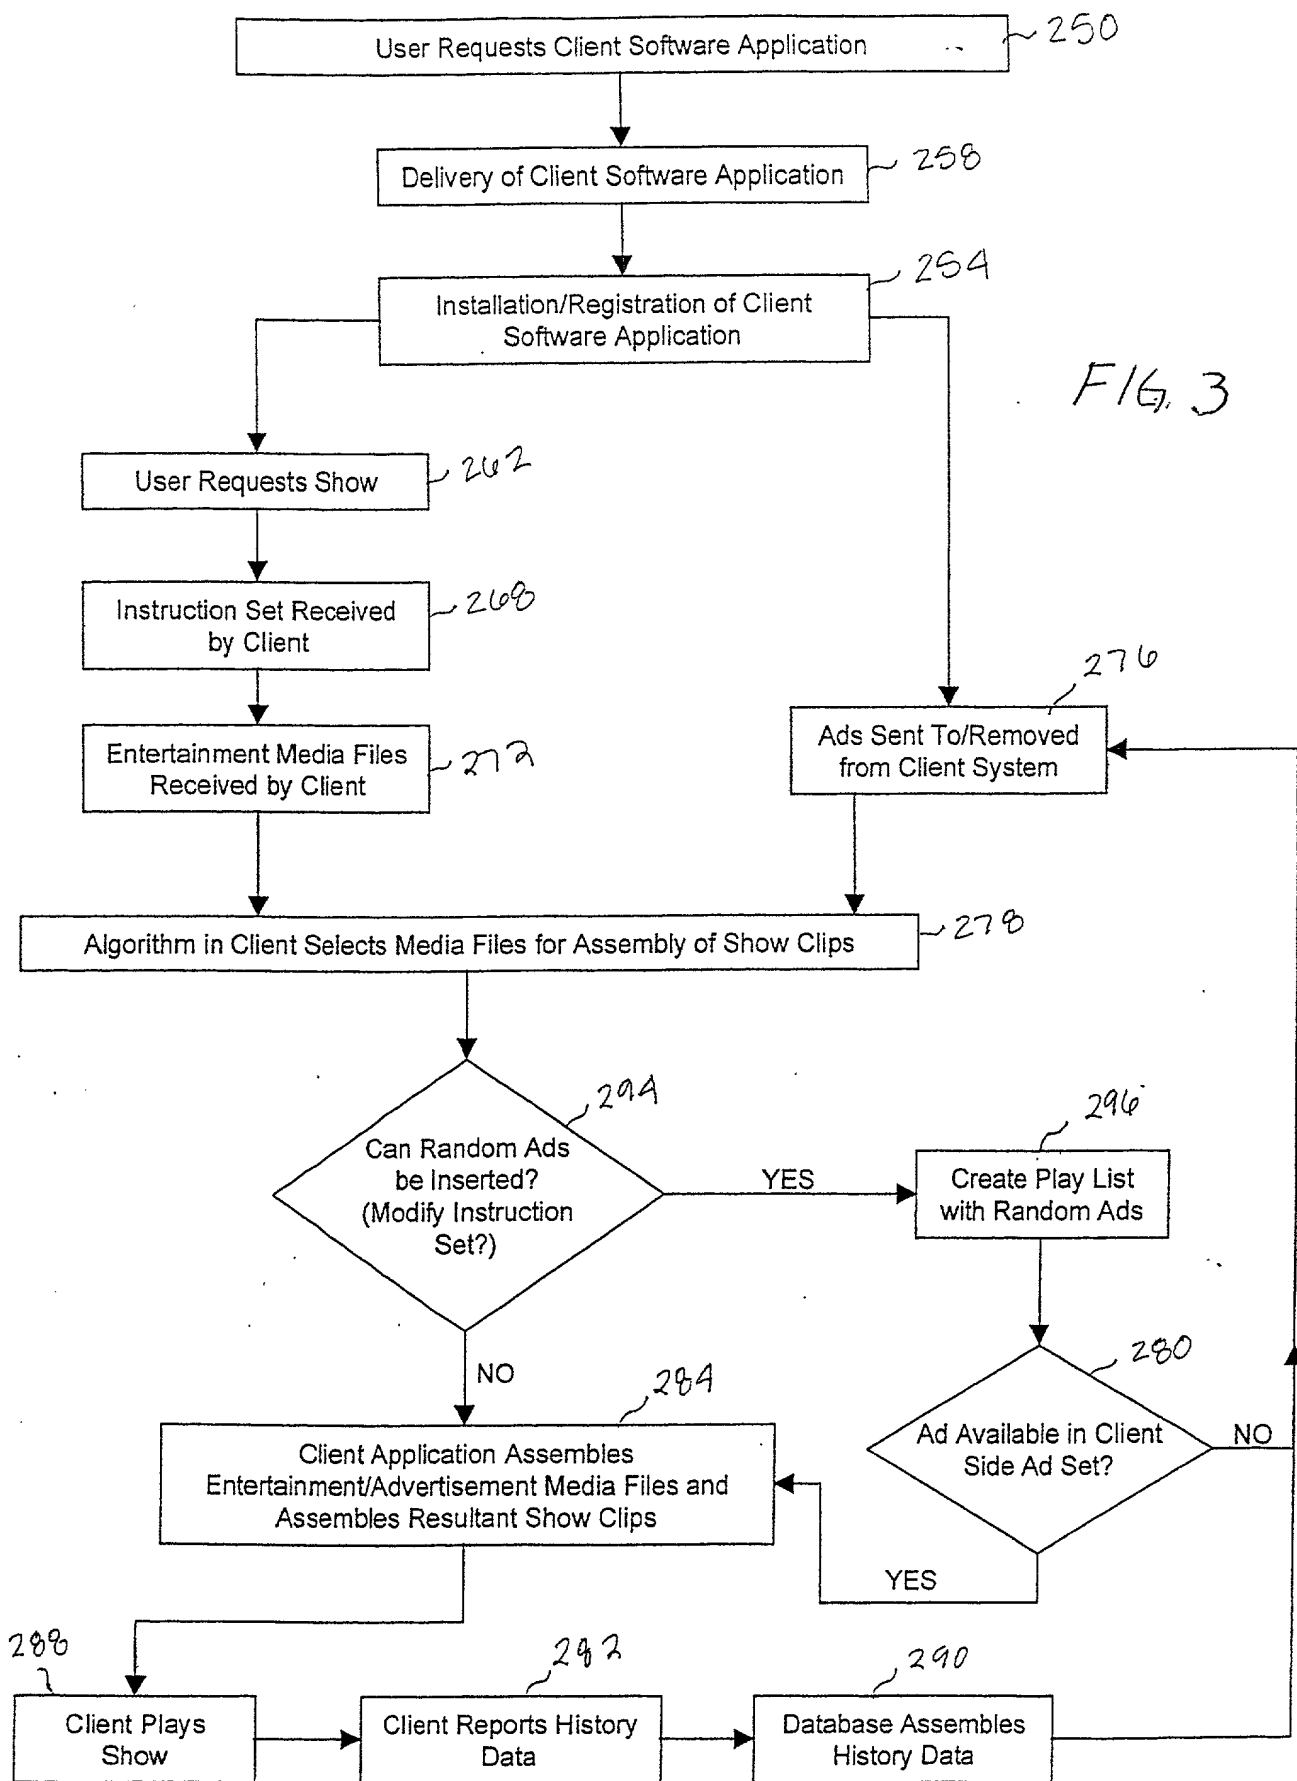 User Requests Client Software Application
250
Delivery of Client Software Application
258
254
Installation/Registration of Client
Software Application
FIG. 3
User Requests Show
262
Instruction Set Received
by Client
268
276
Entertainment Media Files
Received by Client
272
Ads Sent To/Removed
from Client System
Algorithm in Client Selects Media Files for Assembly of Show Clips
278
294
Can Random Ads
be Inserted?
(Modify Instruction
Set?)
YES
296
Create Play List
with Random Ads
NO
284
280
Client Application Assembles
Entertainment/Advertisement Media Files and
Assembles Resultant Show Clips
Ad Available in Client
Side Ad Set?
NO
YES
288
282
290
Client Plays
Show
Client Reports History
Data
Database Assembles
History Data